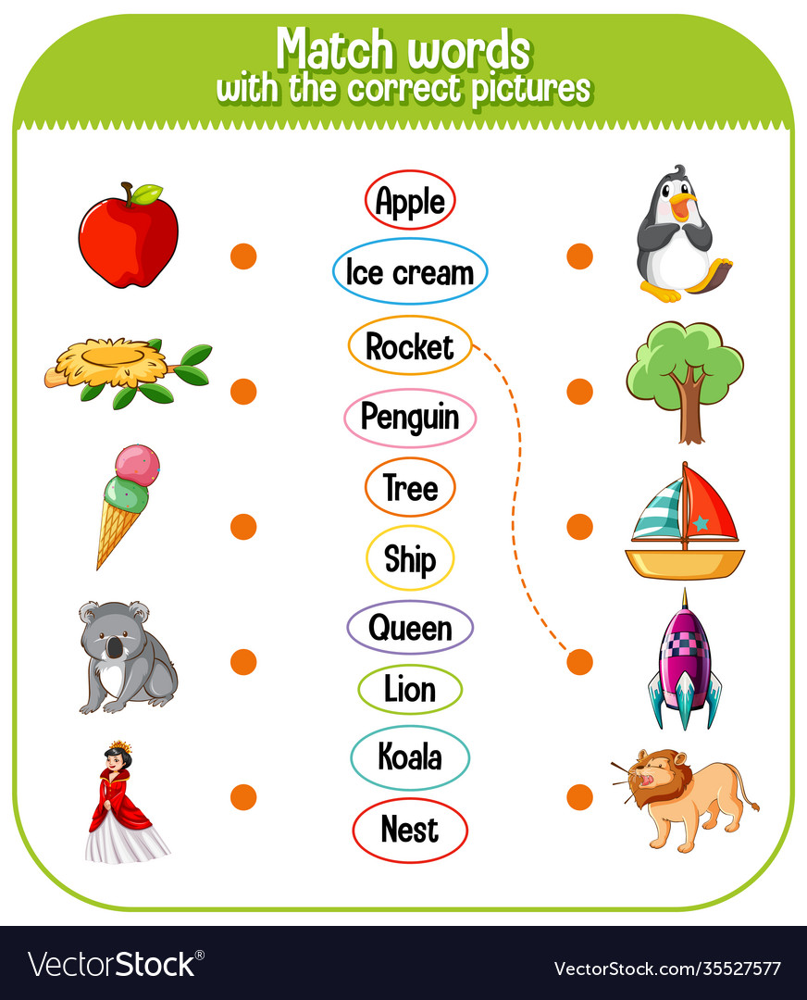 Match words
with the correct pictures
Apple
Ice cream
Rocket
Penguin
Tree
Ship
Queen
Lion
Koala
Nest
VectorStock®
VectorStock.com/35527577